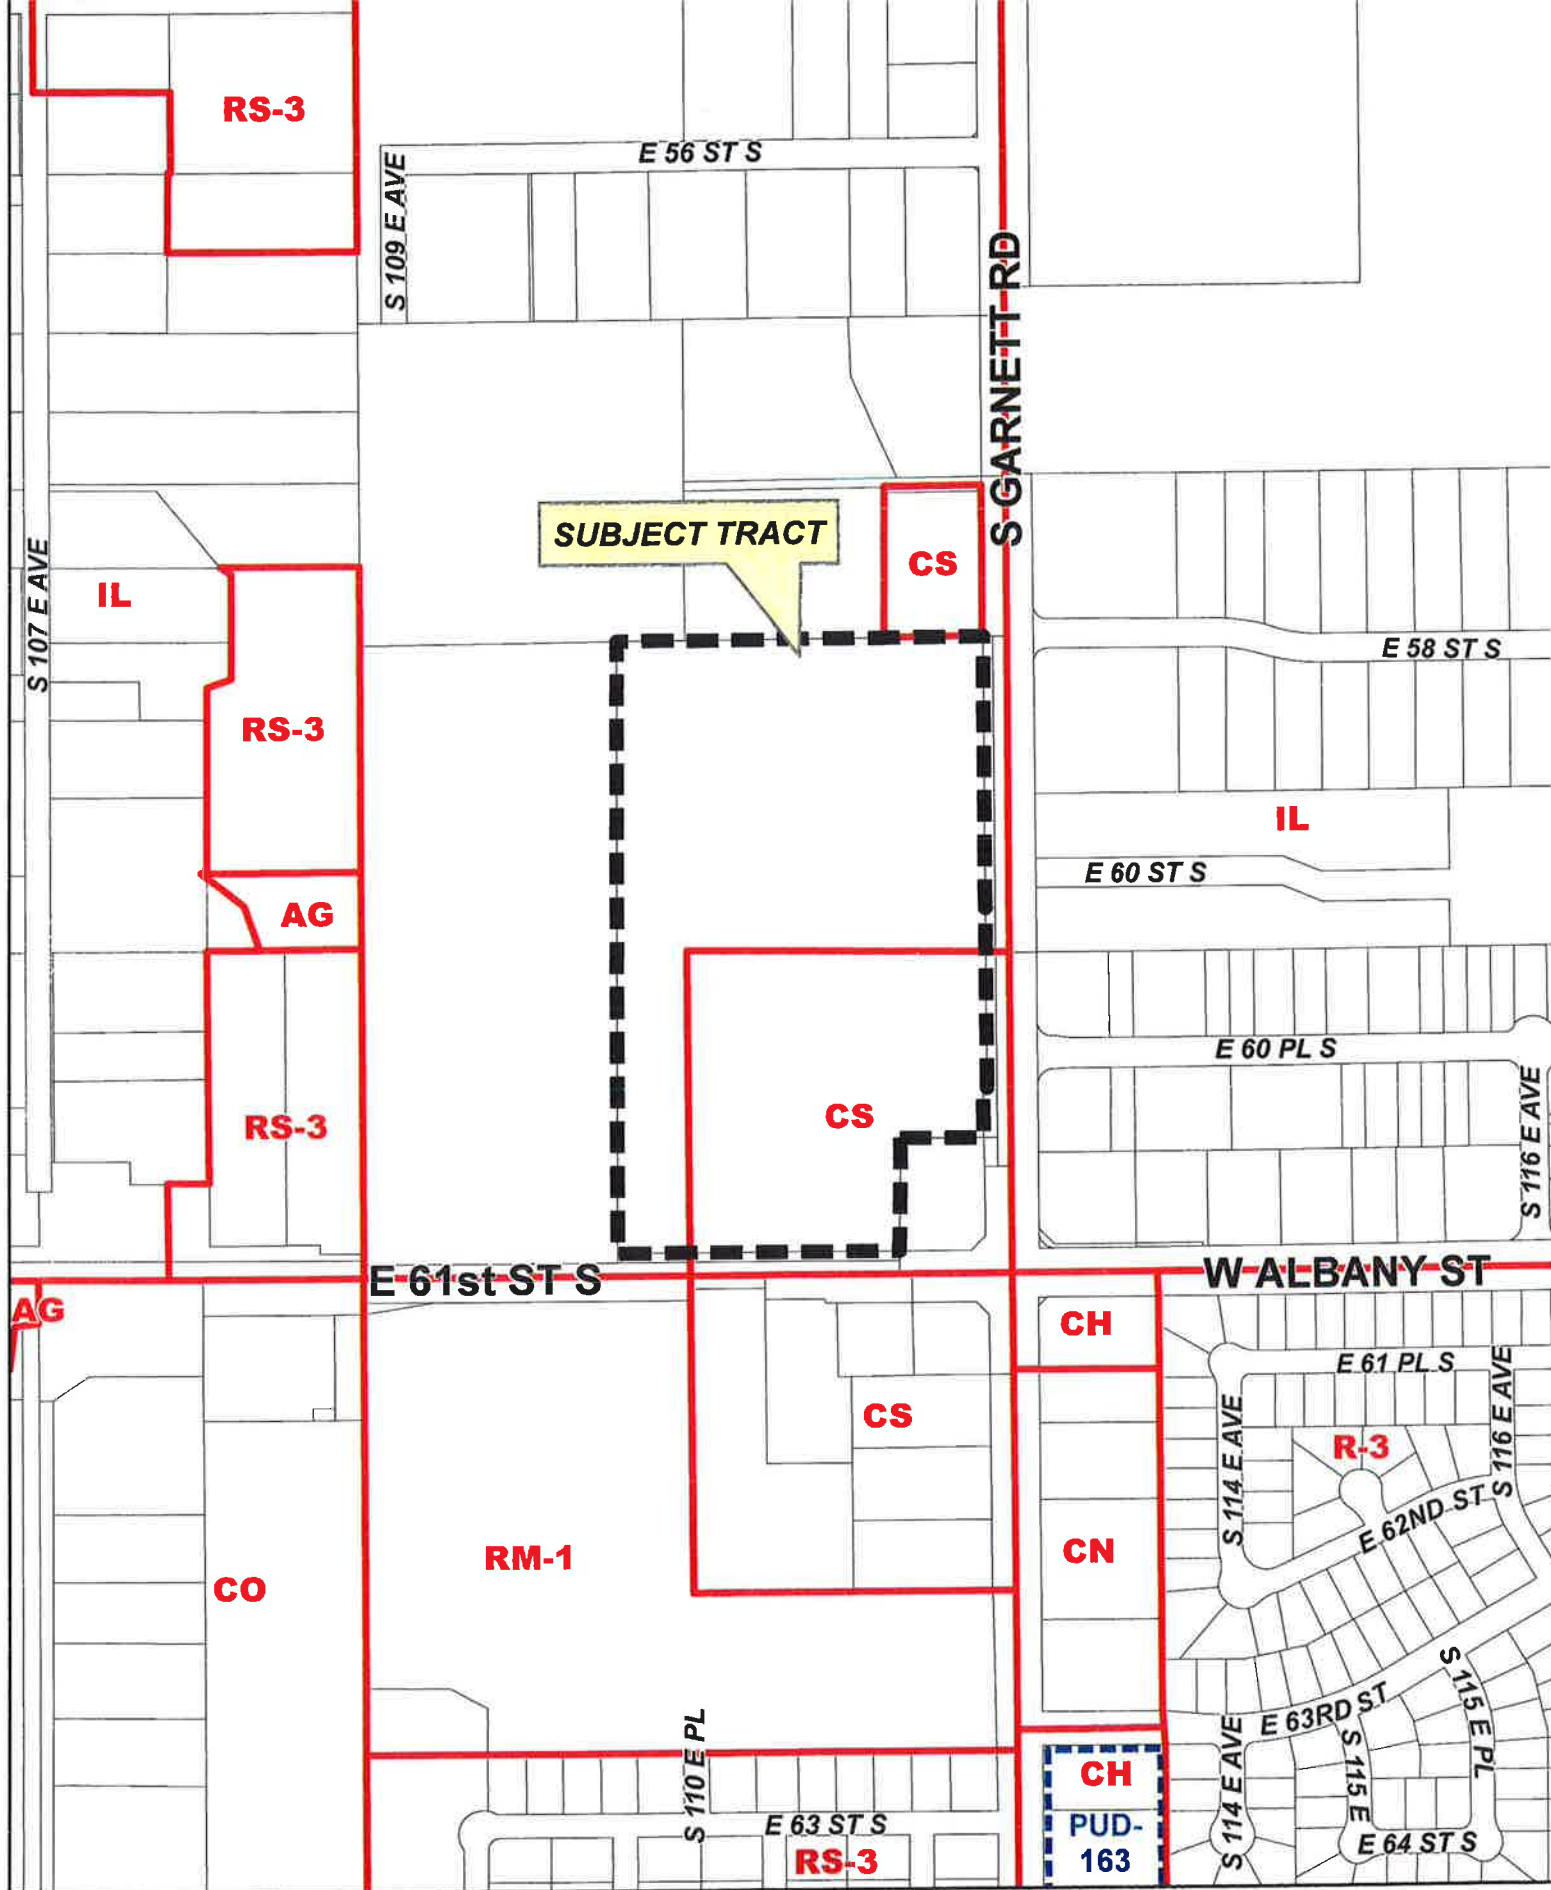 RS-3
E 56 ST S
S 109 E AVE
S GARNETT RD
SUBJECT TRACT
CS
IL
S 107 E AVE
E 58 ST S
RS-3
IL
E 60 ST S
AG
E 60 PL S
CS
RS-3
S 116 E AVE
E 61st ST S
W ALBANY ST
AG
CH
E 61 PL S
CS
S 114 E AVE
R-3
S 116 E AVE
E 62ND ST
RM-1
CN
CO
S 115 E PL
E 63RD ST
S 110 E PL
S 114 E AVE
S 115 E
CH
E 63 ST S
PUD-
163
E 64 ST S
RS-3